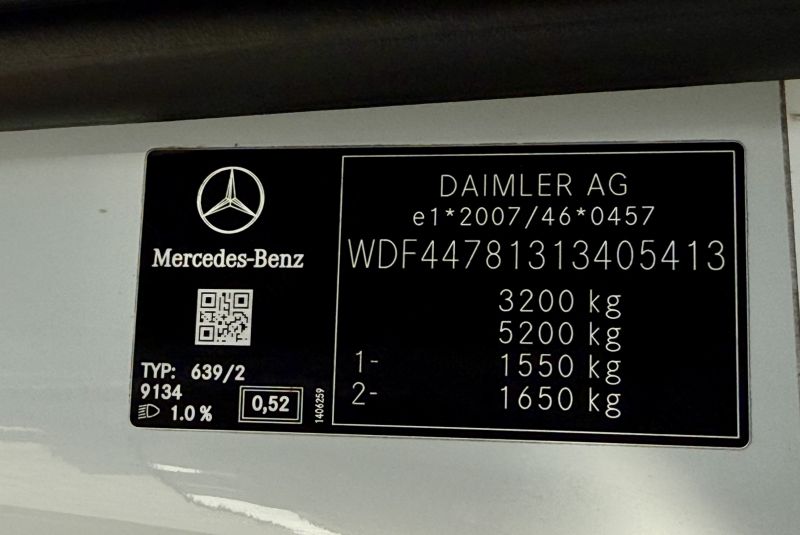 Mercedes-Benz
TYP: 639/2
9134
1.0 %
0,52
1406259
DAIMLER AG
e1*2007/46*0457
WDF44781313405413
3200 kg
5200 kg
1- 1550 kg
2- 1650 kg